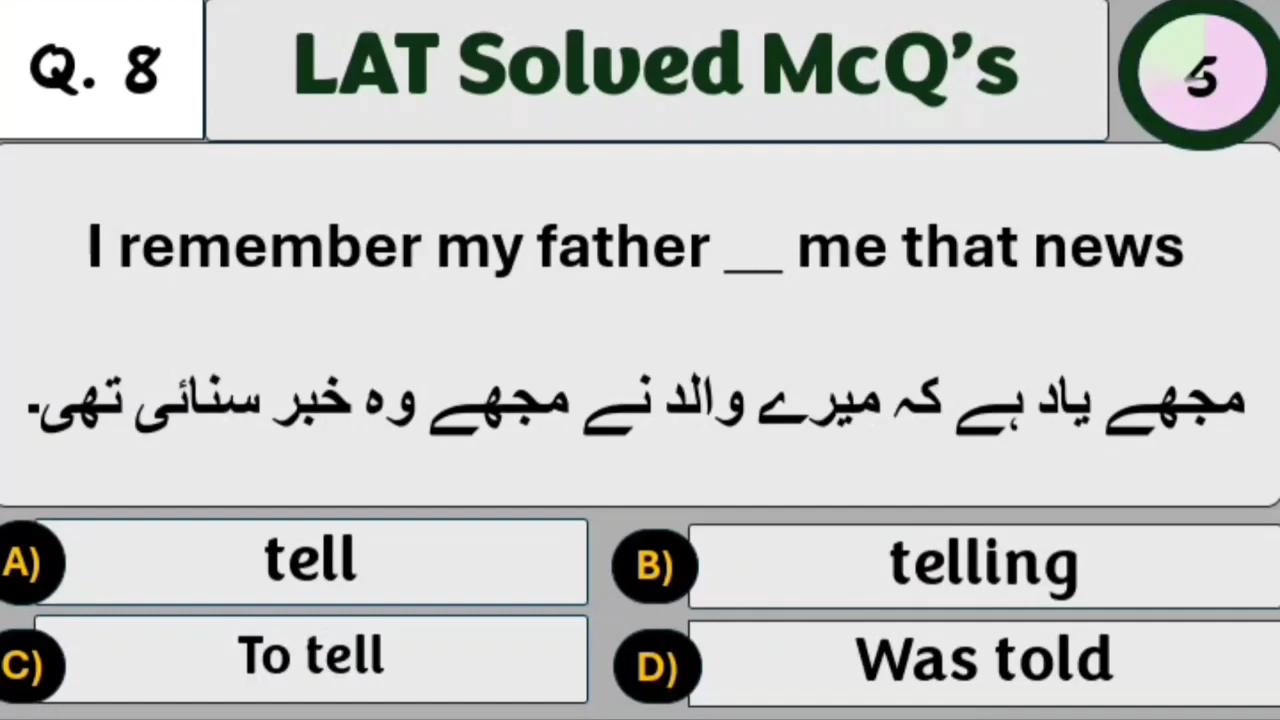 Q. 8
LAT Solved McQ's
5
I remember my father __ me that news
مجھے یاد ہے کہ میرے والد نے مجھے وہ خبر سنائی تھی۔
A) tell
B) telling
C) To tell
D) Was told